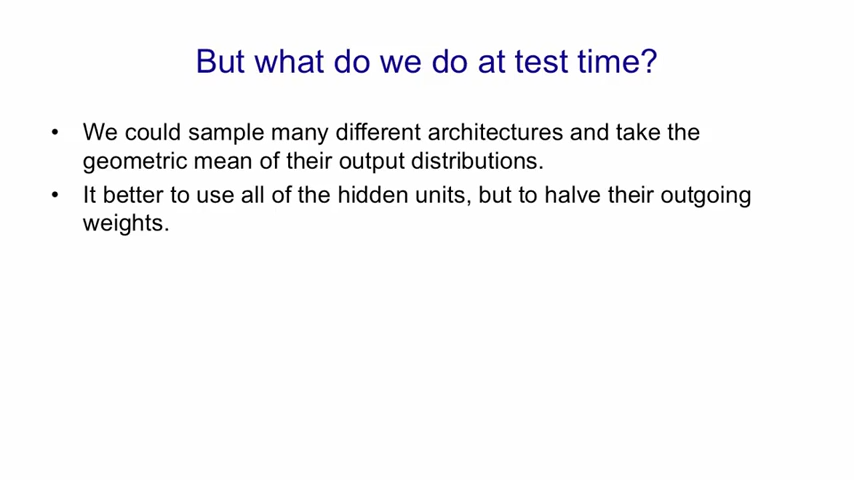 But what do we do at test time?
• We could sample many different architectures and take the
geometric mean of their output distributions.
• It better to use all of the hidden units, but to halve their outgoing
weights.